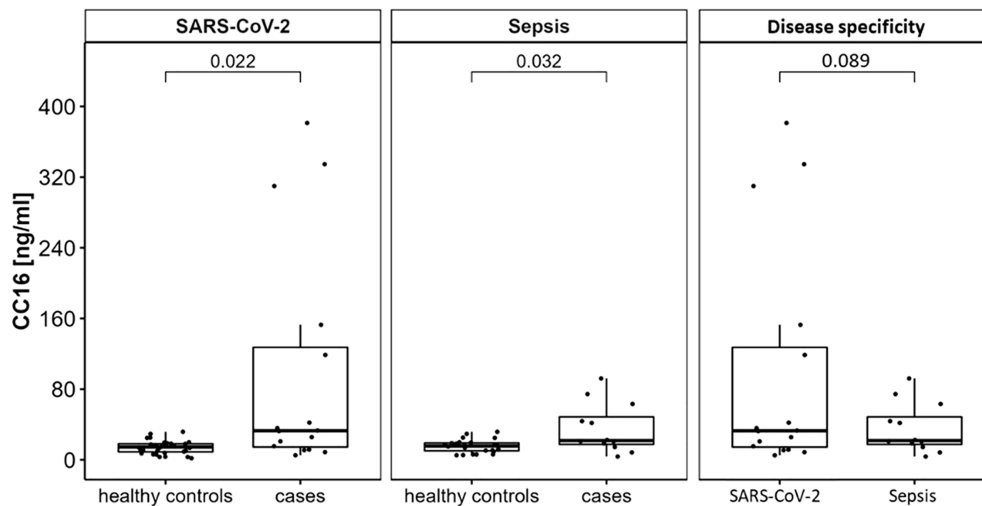 SARS-CoV-2 Sepsis Disease specificity
0.022 0.032 0.089
400
320
240
160
80
0
CC16 [ng/ml]
healthy controls cases healthy controls cases SARS-CoV-2 Sepsis